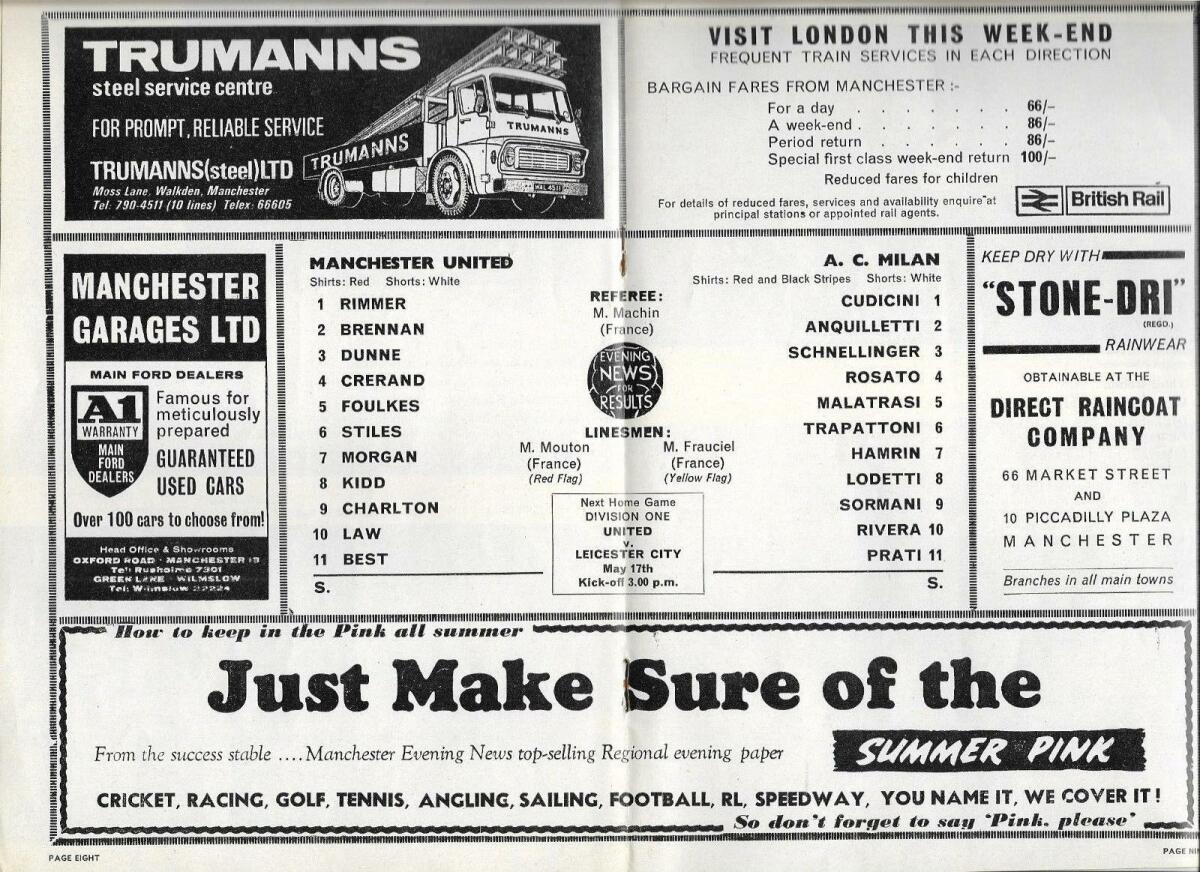 TRUMANNS
steel service centre
FOR PROMPT, RELIABLE SERVICE
TRUMANNS(steel)LTD
Moss Lane, Walkden, Manchester
Tel: 790-4511 (10 lines) Telex: 66605
TRUMANNS
TRUMANNS
WAL 4511
VISIT LONDON THIS WEEK-END
FREQUENT TRAIN SERVICES IN EACH DIRECTION
BARGAIN FARES FROM MANCHESTER :-
For a day . . . . . . . . 66/-
A week-end . . . . . . . . 86/-
Period return . . . . . . . 86/-
Special first class week-end return 100/-
Reduced fares for children
For details of reduced fares, services and availability enquire at
principal stations or appointed rail agents.
British Rail
MANCHESTER
GARAGES LTD
MAIN FORD DEALERS
A1
WARRANTY
MAIN
FORD
DEALERS
Famous for
meticulously
prepared
GUARANTEED
USED CARS
Over 100 cars to choose from!
Head Office & Showrooms
OXFORD ROAD · MANCHESTER 13
Tel: Rusholme 7301
GREEN LANE · WILMSLOW
Tel: Wilmslow 22224
MANCHESTER UNITED
Shirts: Red Shorts: White
1 RIMMER
2 BRENNAN
3 DUNNE
4 CRERAND
5 FOULKES
6 STILES
7 MORGAN
8 KIDD
9 CHARLTON
10 LAW
11 BEST
S.
REFEREE:
M. Machin
(France)
EVENING
NEWS
FOR
RESULTS
LINESMEN:
M. Mouton
(France)
(Red Flag)
M. Frauciel
(France)
(Yellow Flag)
Next Home Game
DIVISION ONE
UNITED
v.
LEICESTER CITY
May 17th
Kick-off 3.00 p.m.
A. C. MILAN
Shirts: Red and Black Stripes Shorts: White
CUDICINI 1
ANQUILLETTI 2
SCHNELLINGER 3
ROSATO 4
MALATRASI 5
TRAPATTONI 6
HAMRIN 7
LODETTI 8
SORMANI 9
RIVERA 10
PRATI 11
S.
KEEP DRY WITH
"STONE-DRI"
(REGD.)
RAINWEAR
OBTAINABLE AT THE
DIRECT RAINCOAT
COMPANY
66 MARKET STREET
AND
10 PICCADILLY PLAZA
MANCHESTER
Branches in all main towns
How to keep in the Pink all summer
Just Make Sure of the
From the success stable ....Manchester Evening News top-selling Regional evening paper
SUMMER PINK
CRICKET, RACING, GOLF, TENNIS, ANGLING, SAILING, FOOTBALL, RL, SPEEDWAY, YOU NAME IT, WE COVER IT!
So don't forget to say 'Pink, please'
PAGE EIGHT
PAGE